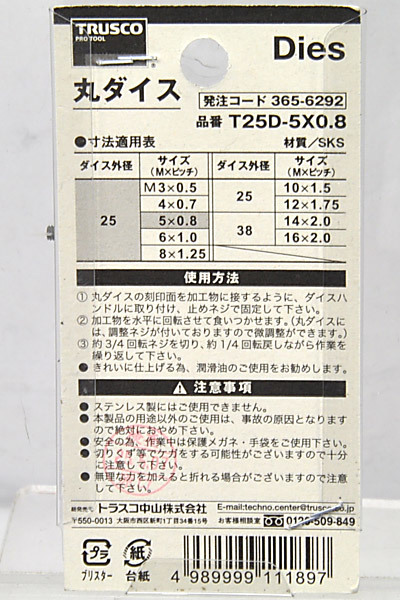 TRUSCO
PRO TOOL
Dies
丸ダイス
発注コード 365-6292
品番 T25D-5X0.8
●寸法適用表 材質／SKS
ダイス外径 サイズ(M×ピッチ) ダイス外径 サイズ(M×ピッチ)
25 M3×0.5 25 10×1.5
4×0.7 12×1.75
5×0.8 38 14×2.0
6×1.0 16×2.0
8×1.25
使用方法
① 丸ダイスの刻印面を加工物に接するように、ダイスハ
ンドルに取り付け、止めネジで固定して下さい。
② 加工物を水平に回転させて食いつかせます。(丸ダイスに
は、調整ネジが付いておりますので微調整ができます。)
③ 約3/4回転ネジを切り、約1/4回転戻しながら作業を
繰り返して下さい。
● きれいに仕上げる為、潤滑油のご使用をお勧めします。
注意事項
● ステンレス製にはご使用できません。
● 本製品の用途以外のご使用は、事故の原因となります
ので絶対におやめ下さい。
● 安全の為、作業中は保護メガネ・手袋をご使用下さい。
● 切りくず等でケガをする可能性がございますので十分
に注意して下さい。
● 無理な力を加えると折れる場合がございますので注意
して下さい。
発売元 トラスコ中山株式会社 E-mail:techno.center@trusco.co.jp
〒550-0013 大阪市西区新町1丁目34番15号 お客様相談室 0120-509-849
プラ 紙
ブリスター 台紙
4 989999 111897